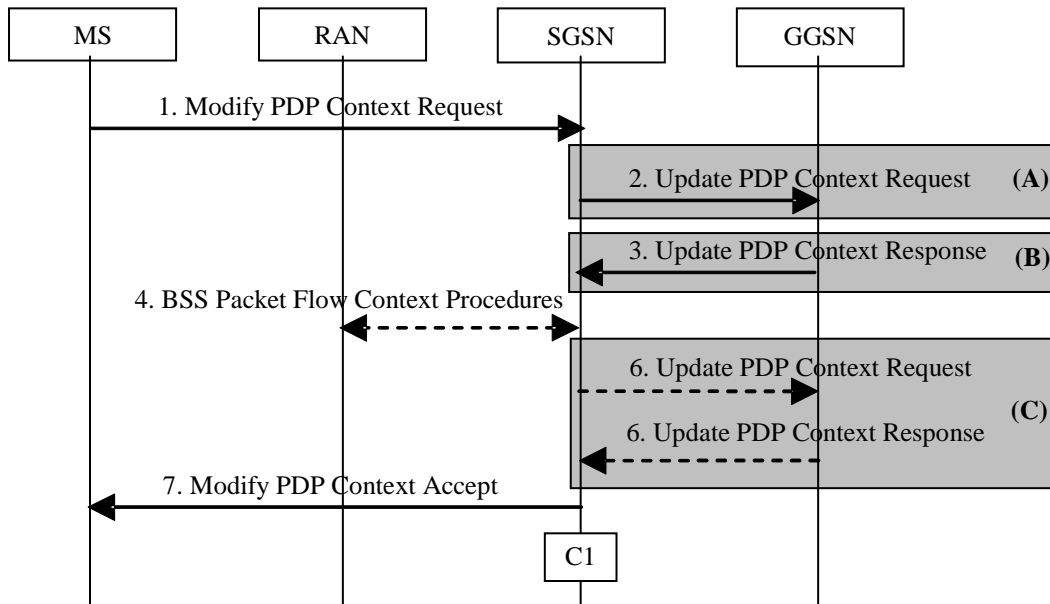 MS RAN SGSN GGSN
1. Modify PDP Context Request
2. Update PDP Context Request (A)
3. Update PDP Context Response (B)
4. BSS Packet Flow Context Procedures
6. Update PDP Context Request
(C)
6. Update PDP Context Response
7. Modify PDP Context Accept
C1